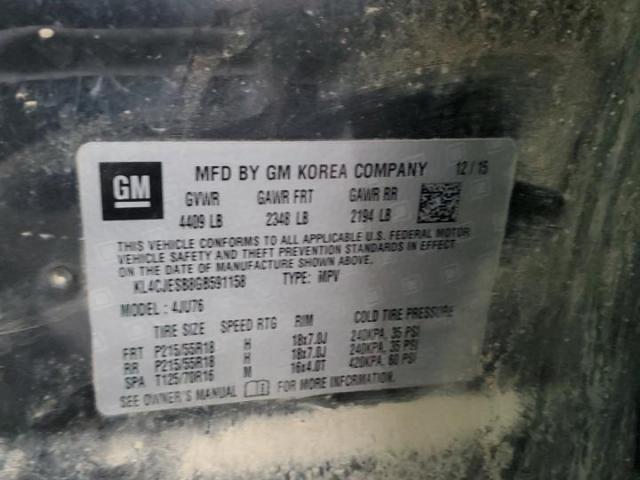 GM
MFD BY GM KOREA COMPANY 12 / 15
GVWR GAWR FRT GAWR RR
4409 LB 2348 LB 2194 LB
THIS VEHICLE CONFORMS TO ALL APPLICABLE U.S. FEDERAL MOTOR
VEHICLE SAFETY AND THEFT PREVENTION STANDARDS IN EFFECT
ON THE DATE OF MANUFACTURE SHOWN ABOVE.
KL4CJESB8GB591158 TYPE: MPV
MODEL : 4JU76
TIRE SIZE SPEED RTG RIM COLD TIRE PRESSURE
FRT P215/55R18 H 18x7.0J 240KPA, 35 PSI
RR P215/55R18 H 18x7.0J 240KPA, 35 PSI
SPA T125/70R16 M 16x4.0T 420KPA, 60 PSI
SEE OWNER'S MANUAL FOR MORE INFORMATION.